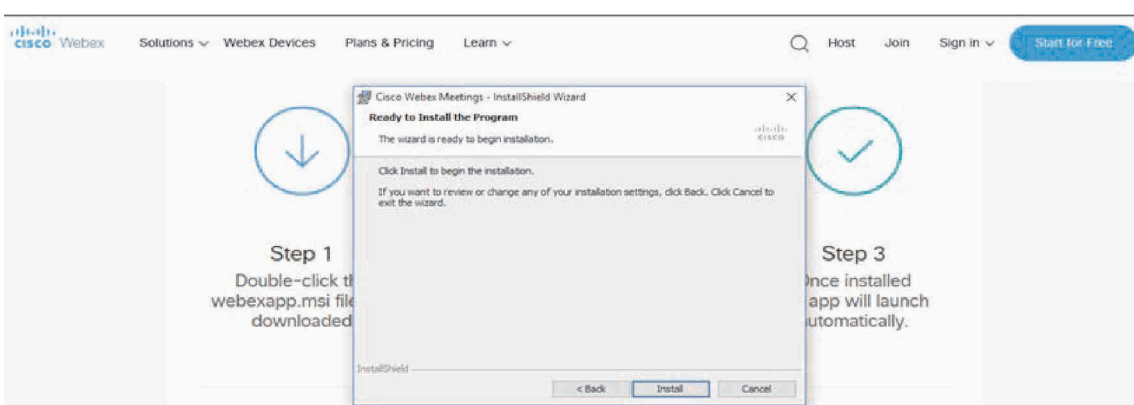 CISCO Webex Solutions Webex Devices Plans & Pricing Learn Host Join Sign in Start for Free
Cisco Webex Meetings - InstallShield Wizard
Ready to Install the Program
The wizard is ready to begin installation.
CISCO
Click Install to begin the installation.
If you want to review or change any of your installation settings, click Back. Click Cancel to
exit the wizard.
InstallShield
< Back Install Cancel
Step 1
Double-click
webexapp.msi file
downloaded
Step 3
Once installed
app will launch
automatically.